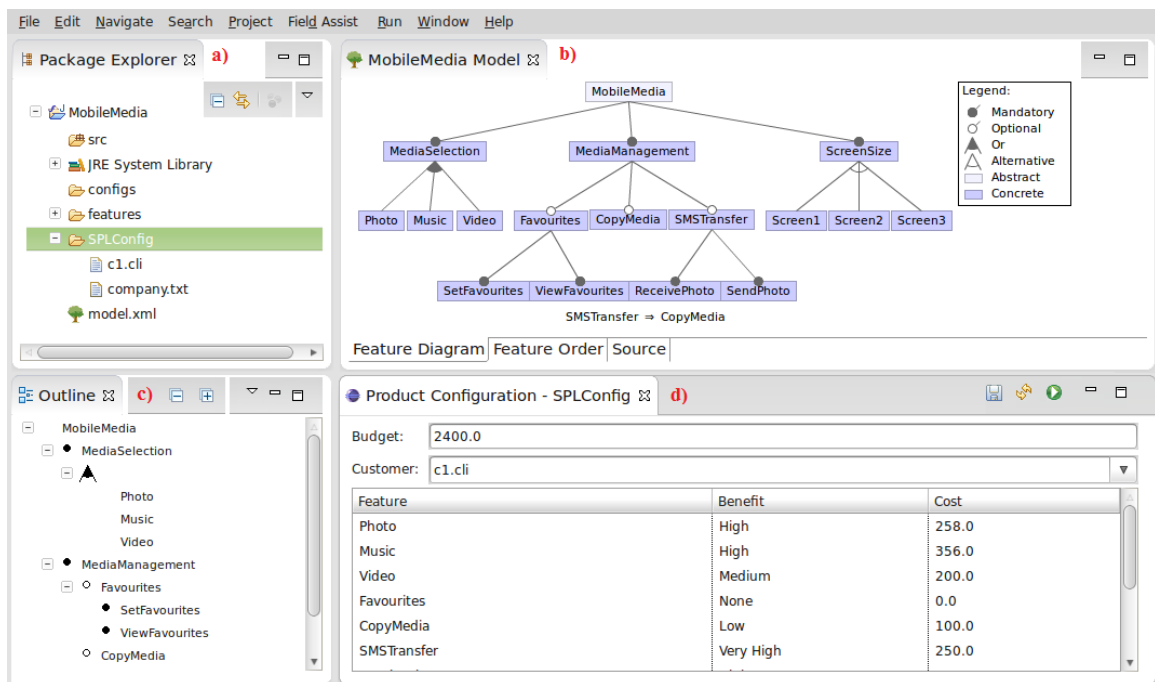 File Edit Navigate Search Project Field Assist Run Window Help
Package Explorer a)
MobileMedia
src
JRE System Library
configs
features
SPLConfig
c1.cli
company.txt
model.xml
MobileMedia Model b)
MobileMedia
MediaSelection MediaManagement ScreenSize
Photo Music Video Favourites CopyMedia SMSTransfer Screen1 Screen2 Screen3
SetFavourites ViewFavourites ReceivePhoto SendPhoto
SMSTransfer ⇒ CopyMedia
Legend:
Mandatory
Optional
Or
Alternative
Abstract
Concrete
Feature Diagram Feature Order Source
Outline c)
MobileMedia
MediaSelection
Photo
Music
Video
MediaManagement
Favourites
SetFavourites
ViewFavourites
CopyMedia
Product Configuration - SPLConfig d)
Budget: 2400.0
Customer: c1.cli
Feature Benefit Cost
Photo High 258.0
Music High 356.0
Video Medium 200.0
Favourites None 0.0
CopyMedia Low 100.0
SMSTransfer Very High 250.0